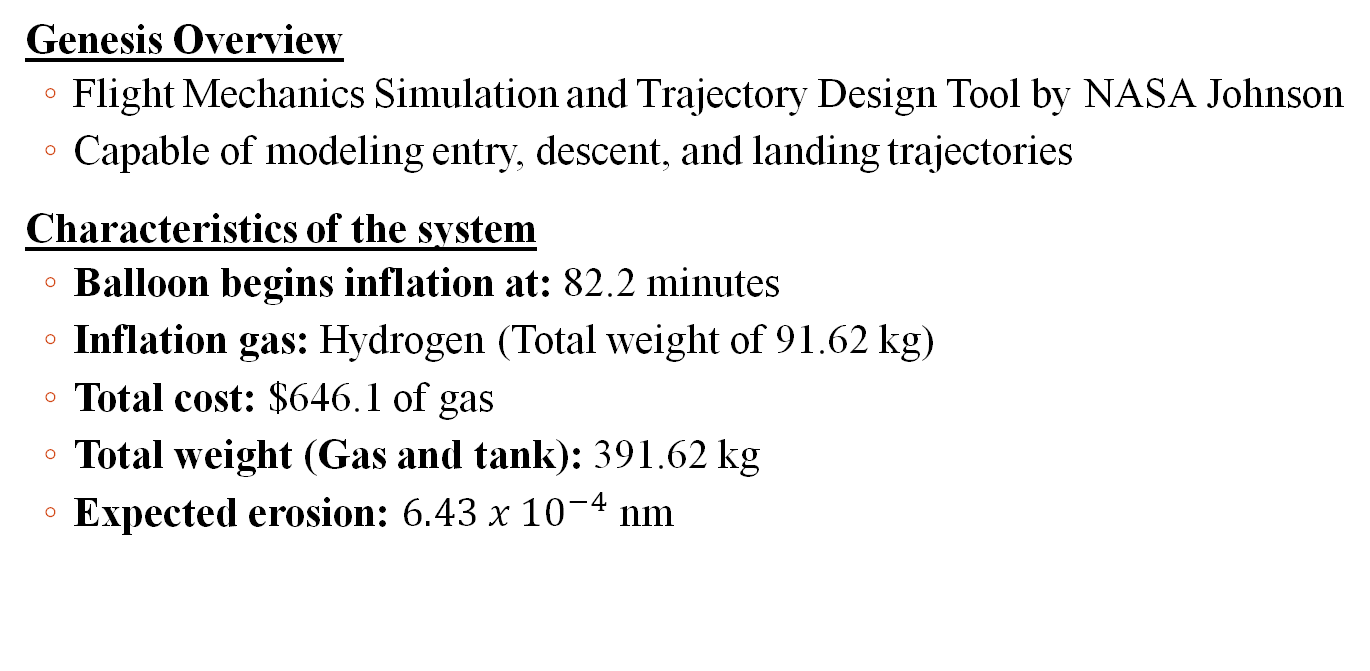 Genesis Overview
◦ Flight Mechanics Simulation and Trajectory Design Tool by NASA Johnson
◦ Capable of modeling entry, descent, and landing trajectories
Characteristics of the system
◦ Balloon begins inflation at: 82.2 minutes
◦ Inflation gas: Hydrogen (Total weight of 91.62 kg)
◦ Total cost: $646.1 of gas
◦ Total weight (Gas and tank): 391.62 kg
◦ Expected erosion: 6.43 x 10⁻⁴ nm